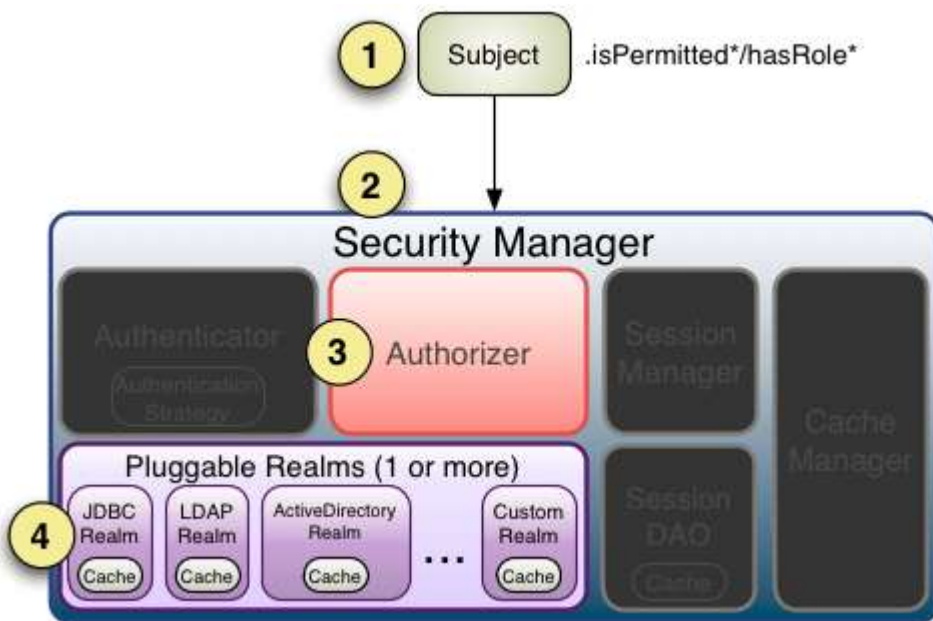 1
Subject
.isPermitted*/hasRole*
2
Security Manager
Authenticator
Authentication
Strategy
3
Authorizer
Session
Manager
Cache
Manager
Pluggable Realms (1 or more)
4
JDBC
Realm
Cache
LDAP
Realm
Cache
ActiveDirectory
Realm
Cache
...
Custom
Realm
Cache
Session
DAO
Cache